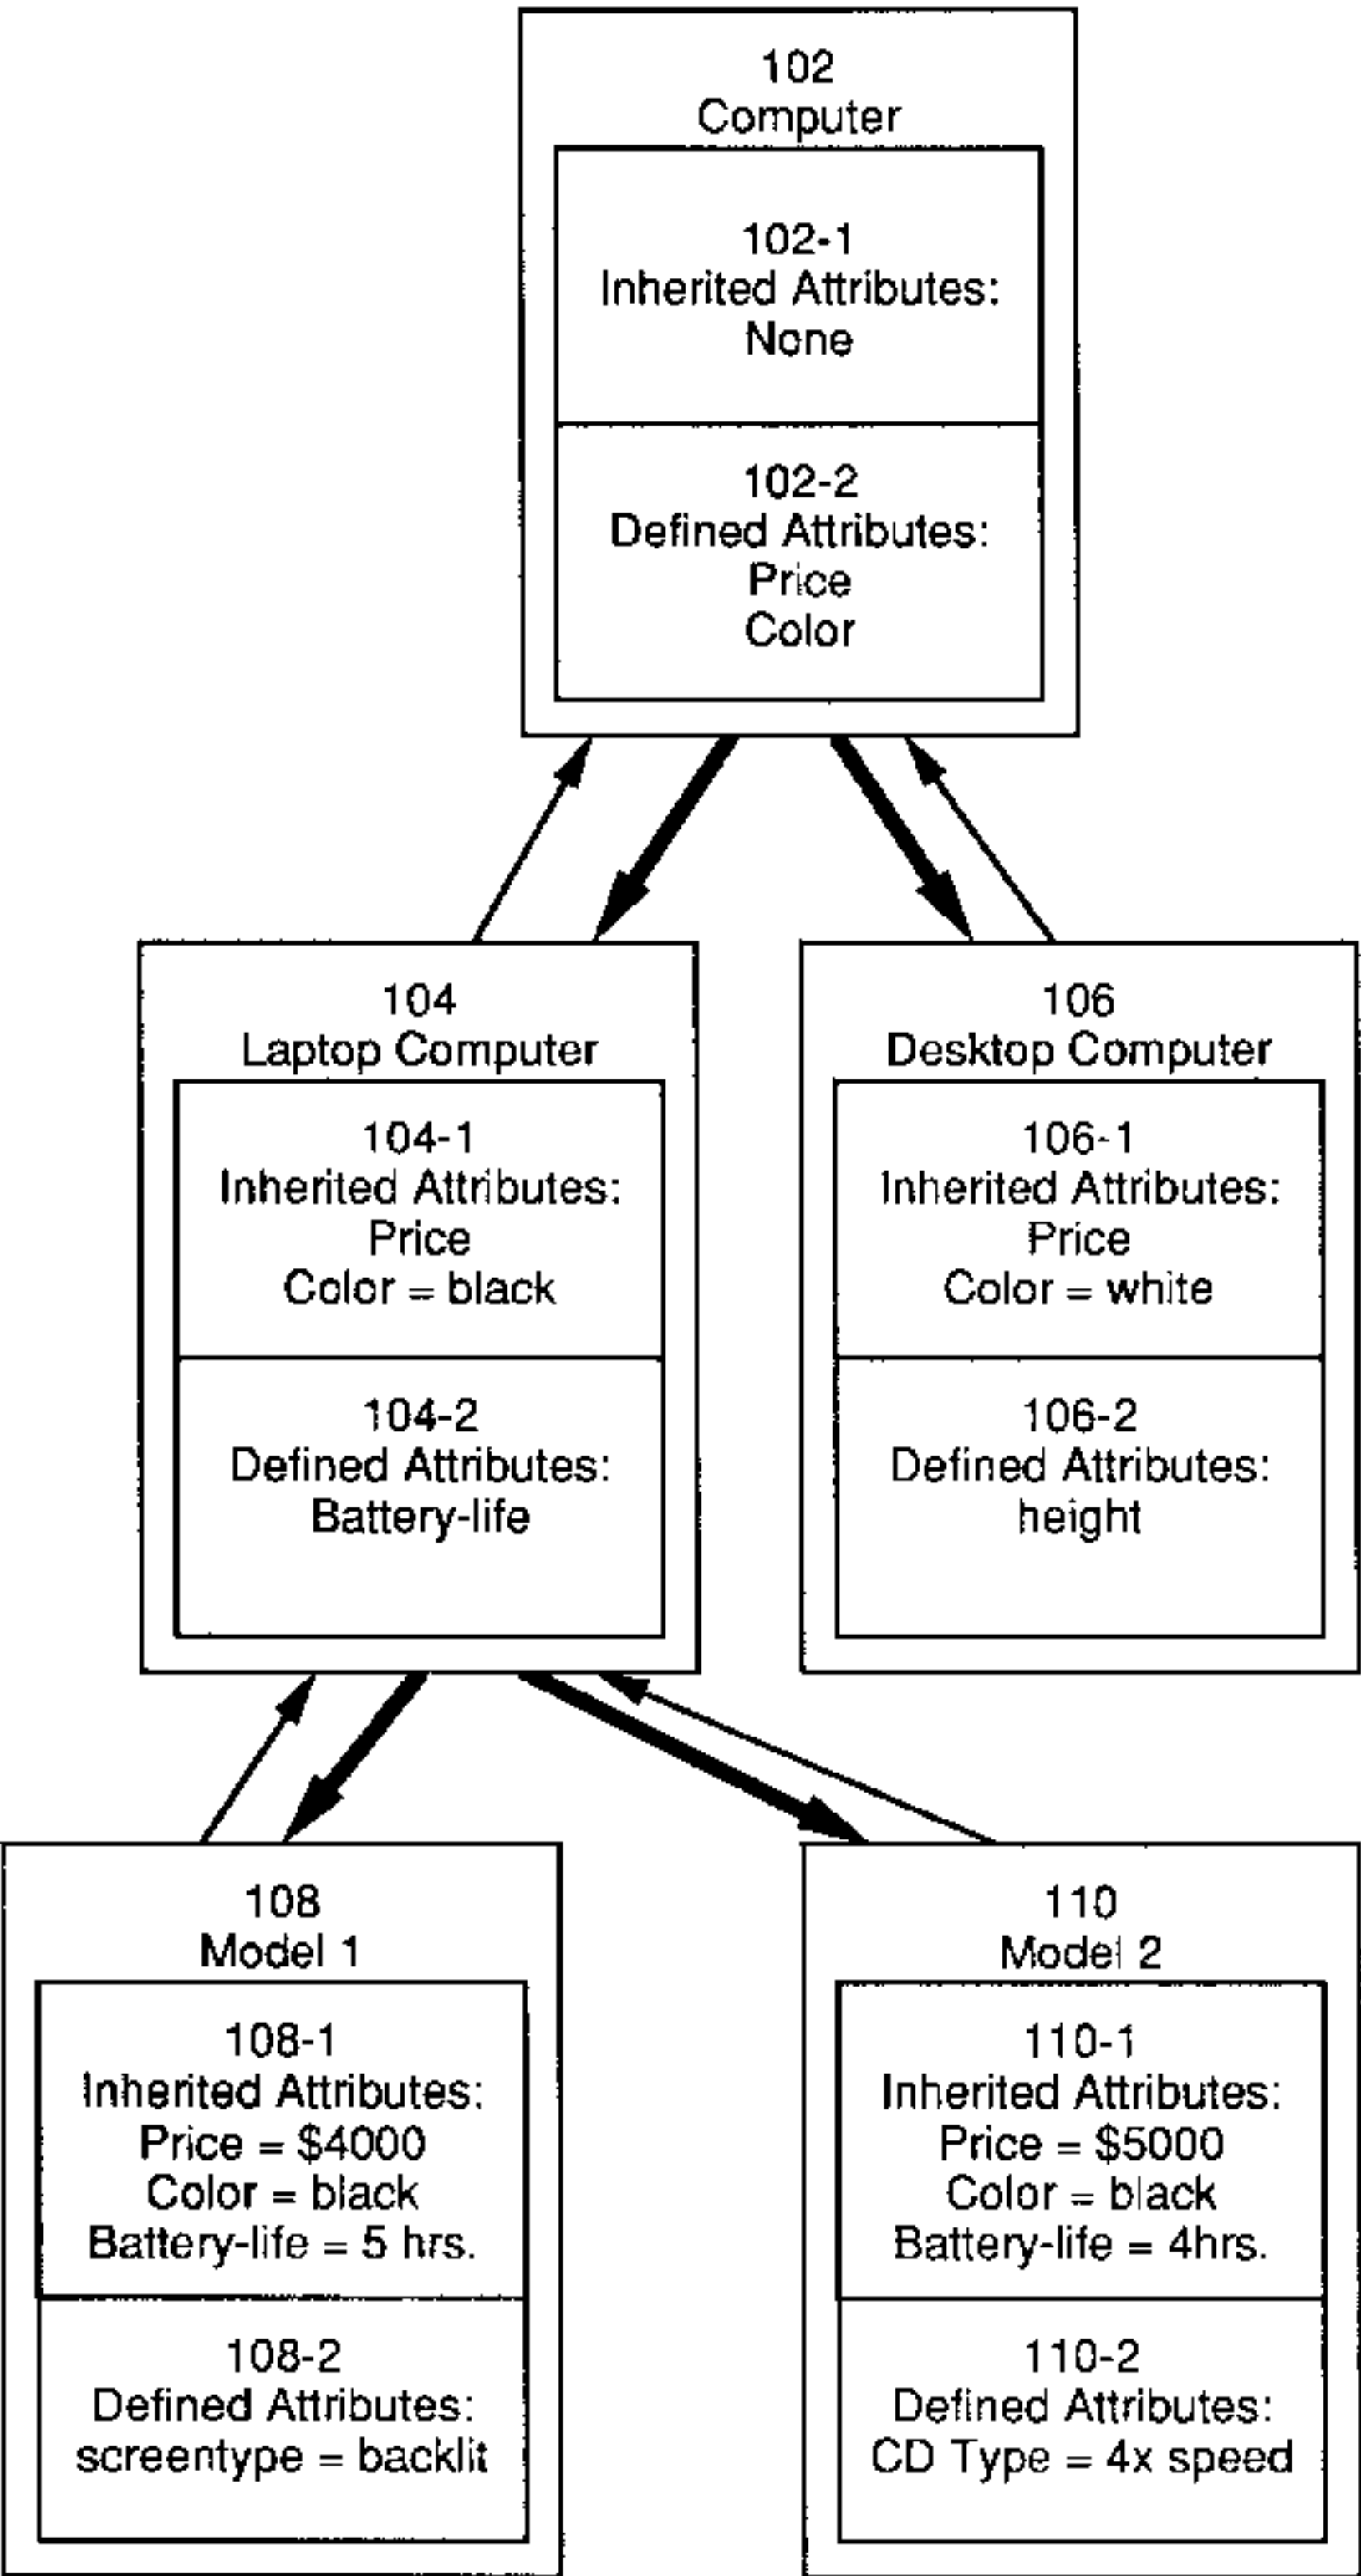 102
Computer
102-1
Inherited Attributes:
None
102-2
Defined Attributes:
Price
Color
104
Laptop Computer
104-1
Inherited Attributes:
Price
Color = black
104-2
Defined Attributes:
Battery-life
106
Desktop Computer
106-1
Inherited Attributes:
Price
Color = white
106-2
Defined Attributes:
height
108
Model 1
108-1
Inherited Attributes:
Price = $4000
Color = black
Battery-life = 5 hrs.
108-2
Defined Attributes:
screentype = backlit
110
Model 2
110-1
Inherited Attributes:
Price = $5000
Color = black
Battery-life = 4hrs.
110-2
Defined Attributes:
CD Type = 4x speed